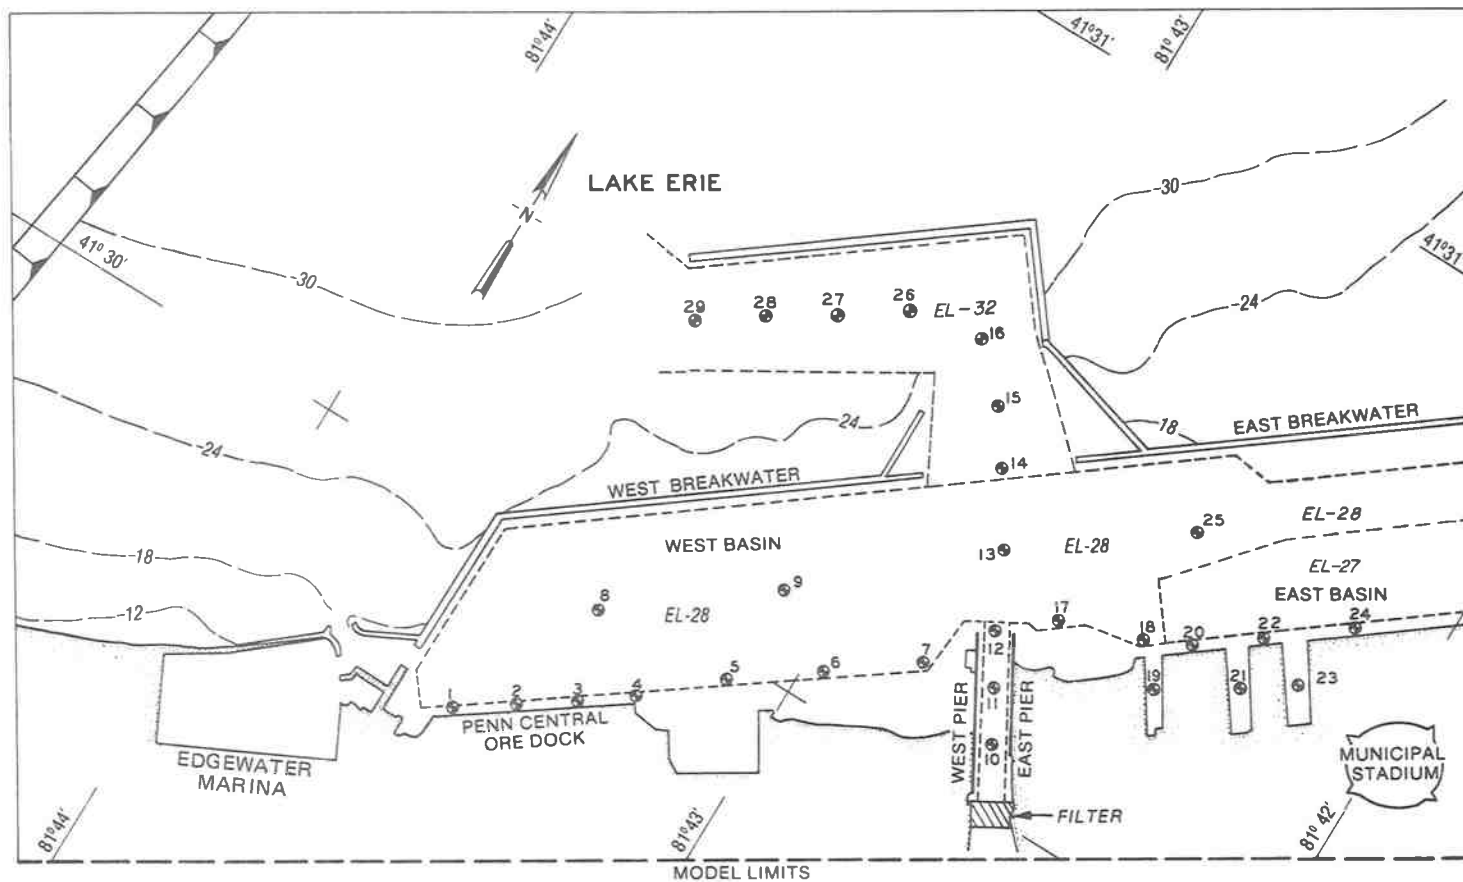 81°44'
41°31'
81°43'
LAKE ERIE
N
-30
41°30'
-30
41°31'
-24
29
28
27
26
EL-32
16
15
24
-24
18
EAST BREAKWATER
14
WEST BREAKWATER
25
EL-28
WEST BASIN
13
EL-28
-18
EL-27
9
EAST BASIN
8
EL-28
-12
17
18
20
22
24
12
7
6
5
4
3
2
1
19
21
23
11
PENN CENTRAL
ORE DOCK
10
WEST PIER
EAST PIER
EDGEWATER
MARINA
MUNICIPAL
STADIUM
FILTER
81°44'
81°43'
81°42'
MODEL LIMITS